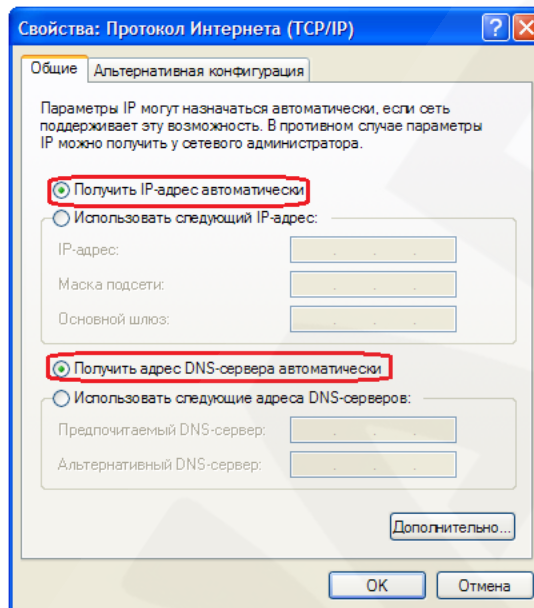 Свойства: Протокол Интернета (TCP/IP)
Общие
Альтернативная конфигурация
Параметры IP могут назначаться автоматически, если сеть
поддерживает эту возможность. В противном случае параметры
IP можно получить у сетевого администратора.
Получить IP-адрес автоматически
Использовать следующий IP-адрес:
IP-адрес:
Маска подсети:
Основной шлюз:
Получить адрес DNS-сервера автоматически
Использовать следующие адреса DNS-серверов:
Предпочитаемый DNS-сервер:
Альтернативный DNS-сервер:
Дополнительно...
OK
Отмена